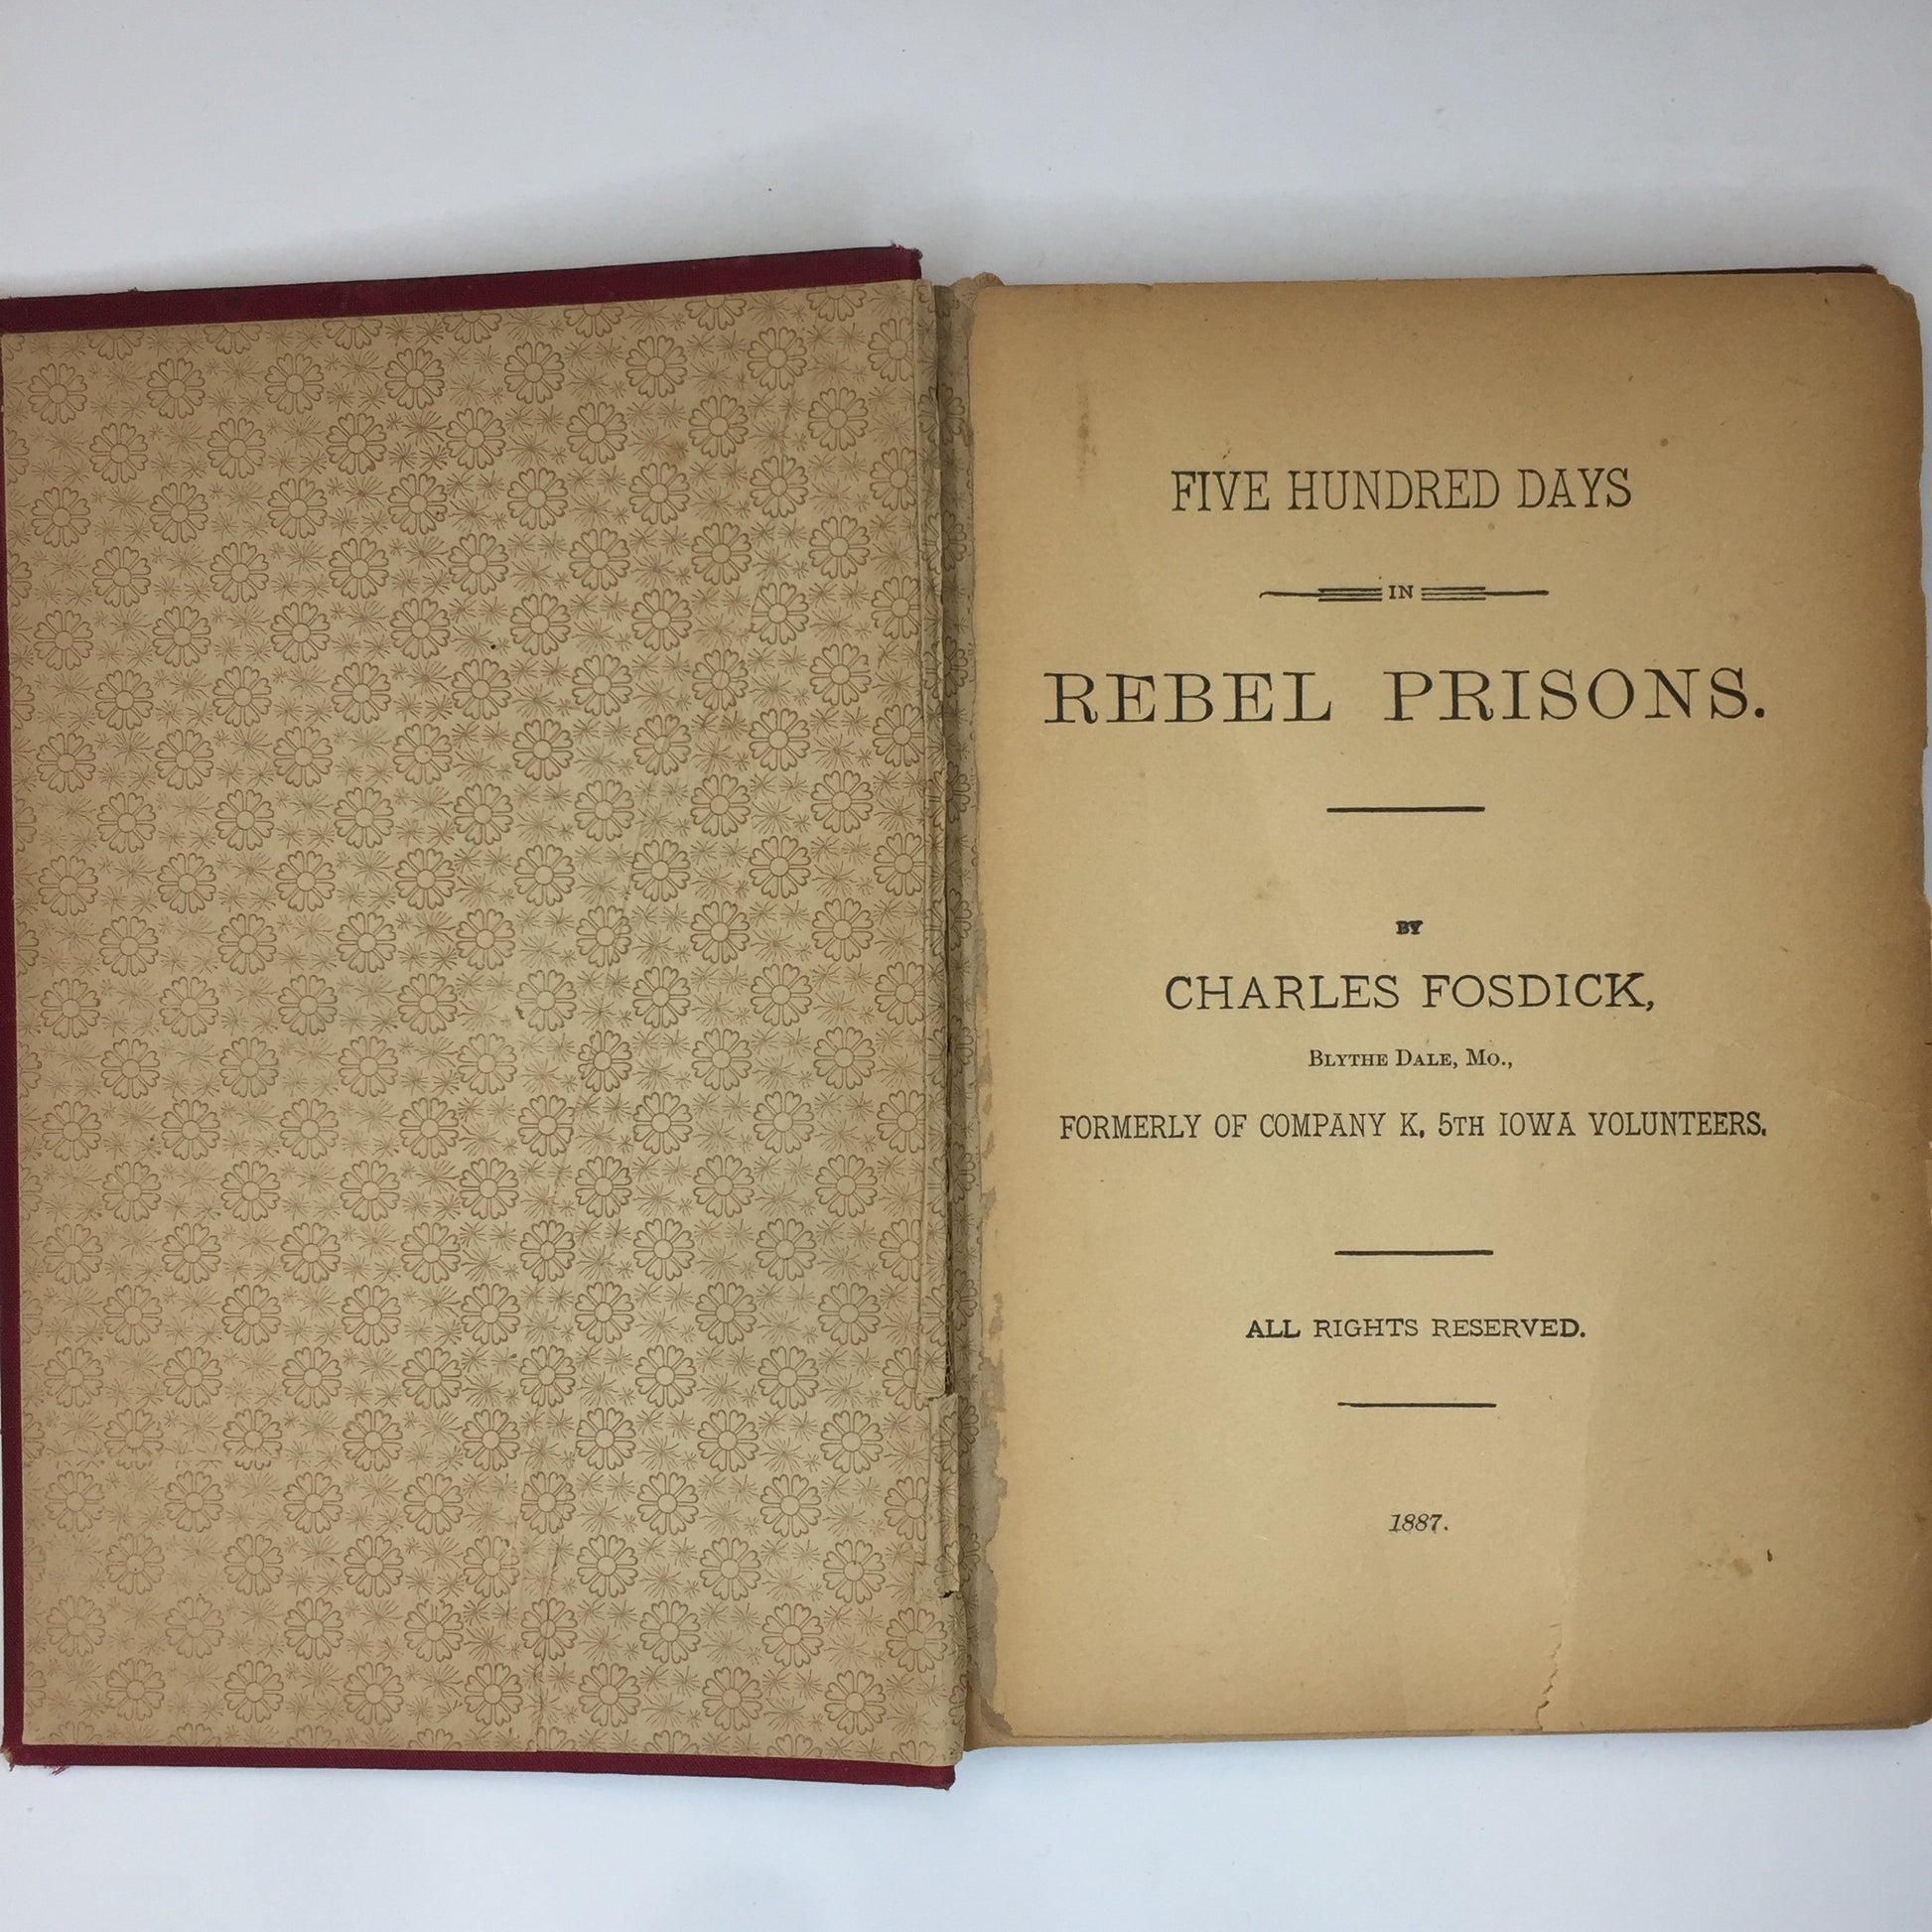 FIVE HUNDRED DAYS
IN
REBEL PRISONS.
BY
CHARLES FOSDICK,
BLYTHE DALE, MO.,
FORMERLY OF COMPANY K, 5TH IOWA VOLUNTEERS.
ALL RIGHTS RESERVED.
1887.